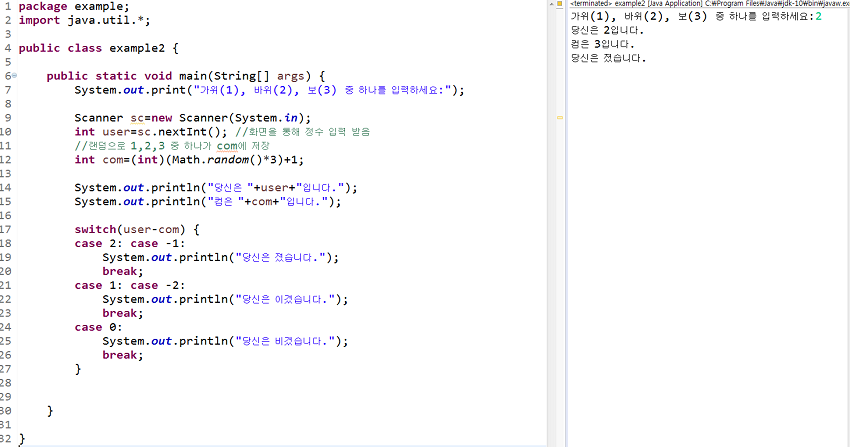 1 package example;
2 import java.util.*;
3
4 public class example2 {
5
6 public static void main(String[] args) {
7 System.out.print("가위(1), 바위(2), 보(3) 중 하나를 입력하세요:");
8
9 Scanner sc=new Scanner(System.in);
10 int user=sc.nextInt(); //화면을 통해 정수 입력 받음
11 //랜덤으로 1,2,3 중 하나가 com에 저장
12 int com=(int)(Math.random()*3)+1;
13
14 System.out.println("당신은 "+user+"입니다.");
15 System.out.println("컴은 "+com+"입니다.");
16
17 switch(user-com) {
18 case 2: case -1:
19 System.out.println("당신은 졌습니다.");
20 break;
21 case 1: case -2:
22 System.out.println("당신은 이겼습니다.");
23 break;
24 case 0:
25 System.out.println("당신은 비겼습니다.");
26 break;
27 }
28
29
30 }
31
32 }
<terminated> example2 [Java Application] C:₩Program Files₩Java₩jdk-10₩bin₩javaw.ex
가위(1), 바위(2), 보(3) 중 하나를 입력하세요:2
당신은 2입니다.
컴은 3입니다.
당신은 졌습니다.